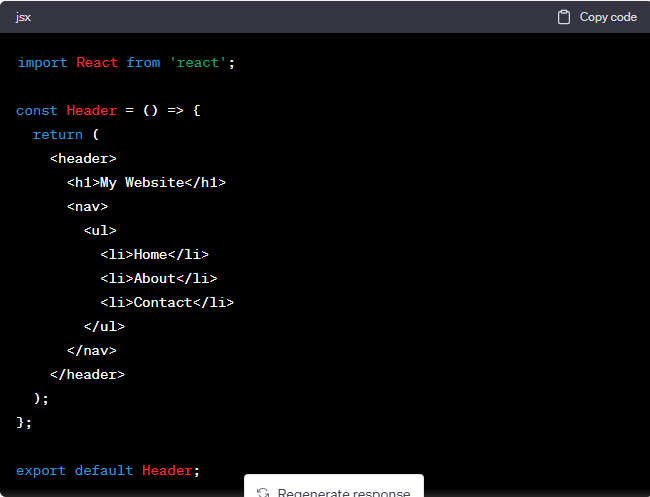 jsx
Copy code
import React from 'react';
const Header = () => {
return (
<header>
<h1>My Website</h1>
<nav>
<ul>
<li>Home</li>
<li>About</li>
<li>Contact</li>
</ul>
</nav>
</header>
);
};
export default Header;
Regenerate response